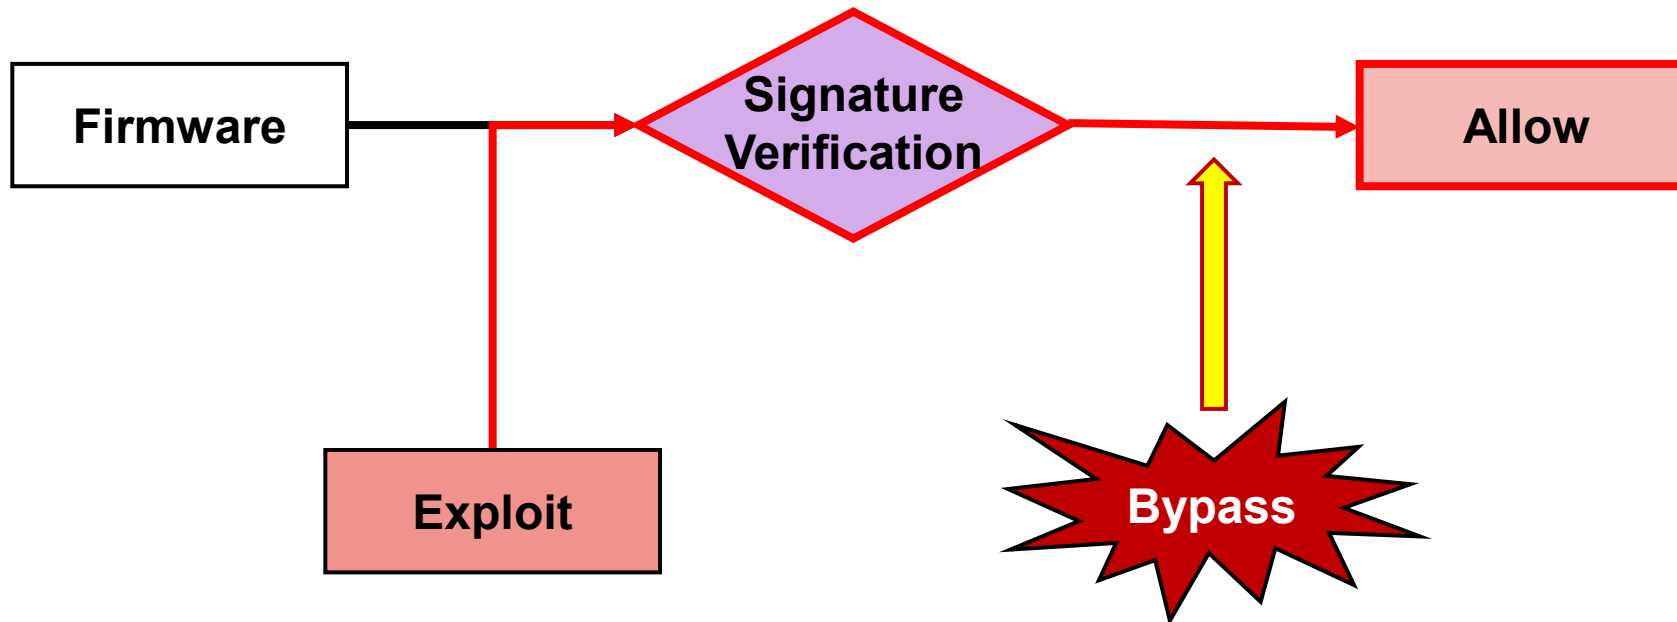 Firmware
Signature
Verification
Allow
Exploit
Bypass